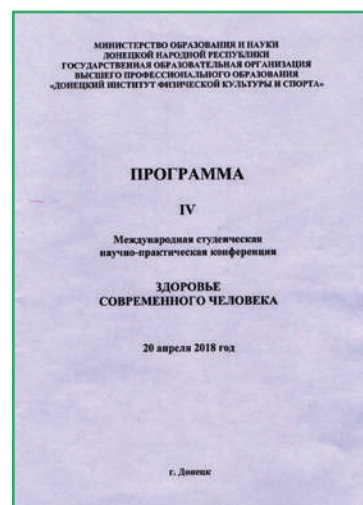 МИНИСТЕРСТВО ОБРАЗОВАНИЯ И НАУКИ
ДОНЕЦКОЙ НАРОДНОЙ РЕСПУБЛИКИ
ГОСУДАРСТВЕННАЯ ОБРАЗОВАТЕЛЬНАЯ ОРГАНИЗАЦИЯ
ВЫСШЕГО ПРОФЕССИОНАЛЬНОГО ОБРАЗОВАНИЯ
«ДОНЕЦКИЙ ИНСТИТУТ ФИЗИЧЕСКОЙ КУЛЬТУРЫ И СПОРТА»
ПРОГРАММА
IV
Международная студенческая
научно-практическая конференция
ЗДОРОВЬЕ
СОВРЕМЕННОГО ЧЕЛОВЕКА
20 апреля 2018 год
г. Донецк